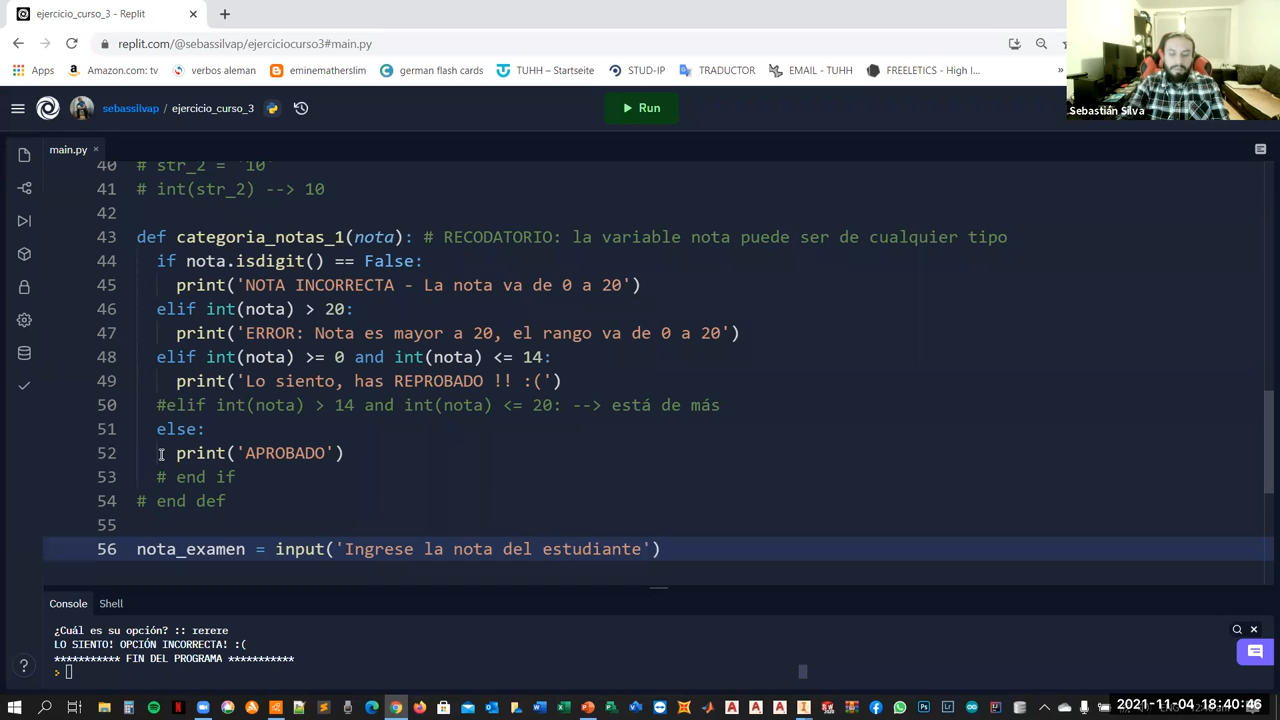 ejercicio_curso_3 - Replit
replit.com/@sebassilvap/ejerciciocurso3#main.py
Apps Amazon.com: tv verbos aleman eminematherslim german flash cards TUHH – Startseite STUD-IP TRADUCTOR EMAIL - TUHH FREELETICS - High I... »
Sebastián Silva
sebassilvap / ejercicio_curso_3
Run
main.py
40 # str_2 = '10'
41 # int(str_2) --> 10
42
43 def categoria_notas_1(nota): # RECODATORIO: la variable nota puede ser de cualquier tipo
44 if nota.isdigit() == False:
45 print('NOTA INCORRECTA - La nota va de 0 a 20')
46 elif int(nota) > 20:
47 print('ERROR: Nota es mayor a 20, el rango va de 0 a 20')
48 elif int(nota) >= 0 and int(nota) <= 14:
49 print('Lo siento, has REPROBADO !! :(')
50 #elif int(nota) > 14 and int(nota) <= 20: --> está de más
51 else:
52 print('APROBADO')
53 # end if
54 # end def
55
56 nota_examen = input('Ingrese la nota del estudiante')
Console Shell
¿Cuál es su opción? :: rerere
LO SIENTO! OPCIÓN INCORRECTA! :(
*********** FIN DEL PROGRAMA ***********
>
2021-11-04 18:40:46